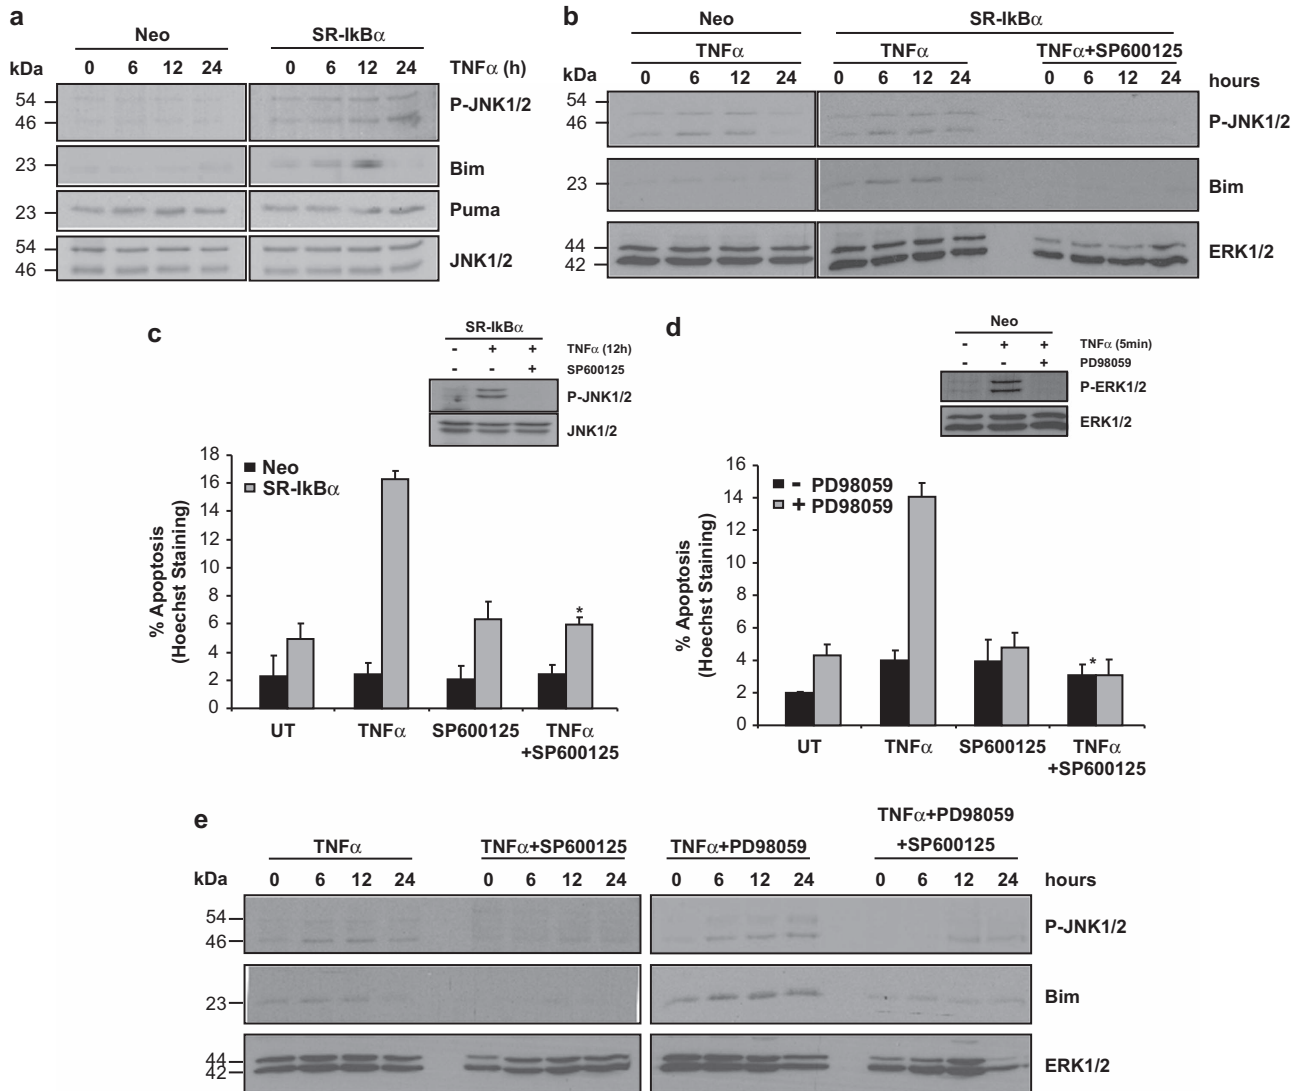 a
Neo SR-IkBα
kDa 0 6 12 24 0 6 12 24 TNFα (h)
54 P-JNK1/2
46
23 Bim
23 Puma
54 JNK1/2
46
b
Neo SR-IkBα
TNFα TNFα TNFα+SP600125
kDa 0 6 12 24 0 6 12 24 0 6 12 24 hours
54 P-JNK1/2
46
23 Bim
44 ERK1/2
42
c
SR-IkBα
- + + TNFα (12h)
- - + SP600125
P-JNK1/2
JNK1/2
Neo
SR-IkBα
% Apoptosis
(Hoechst Staining)
18
16
14
12
10
8
6
4
2
0
*
UT TNFα SP600125 TNFα
+SP600125
d
Neo
- + + TNFα (5min)
- - + PD98059
P-ERK1/2
ERK1/2
- PD98059
+ PD98059
% Apoptosis
(Hoechst Staining)
16
14
12
10
8
6
4
2
0
*
UT TNFα SP600125 TNFα
+SP600125
e
TNFα TNFα+SP600125 TNFα+PD98059 TNFα+PD98059
+SP600125
kDa 0 6 12 24 0 6 12 24 0 6 12 24 0 6 12 24 hours
54 P-JNK1/2
46
23 Bim
44 ERK1/2
42